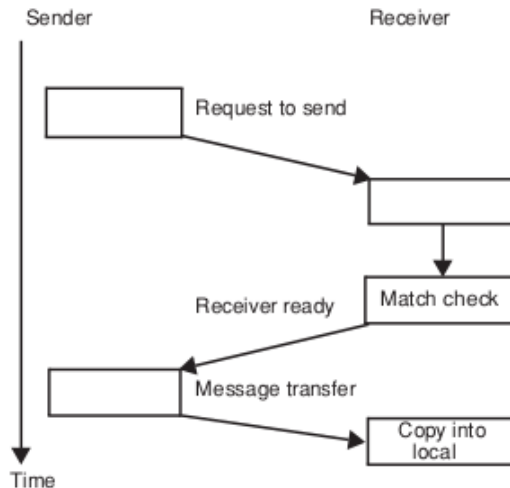 Sender
Receiver
Request to send
Match check
Receiver ready
Message transfer
Copy into
local
Time